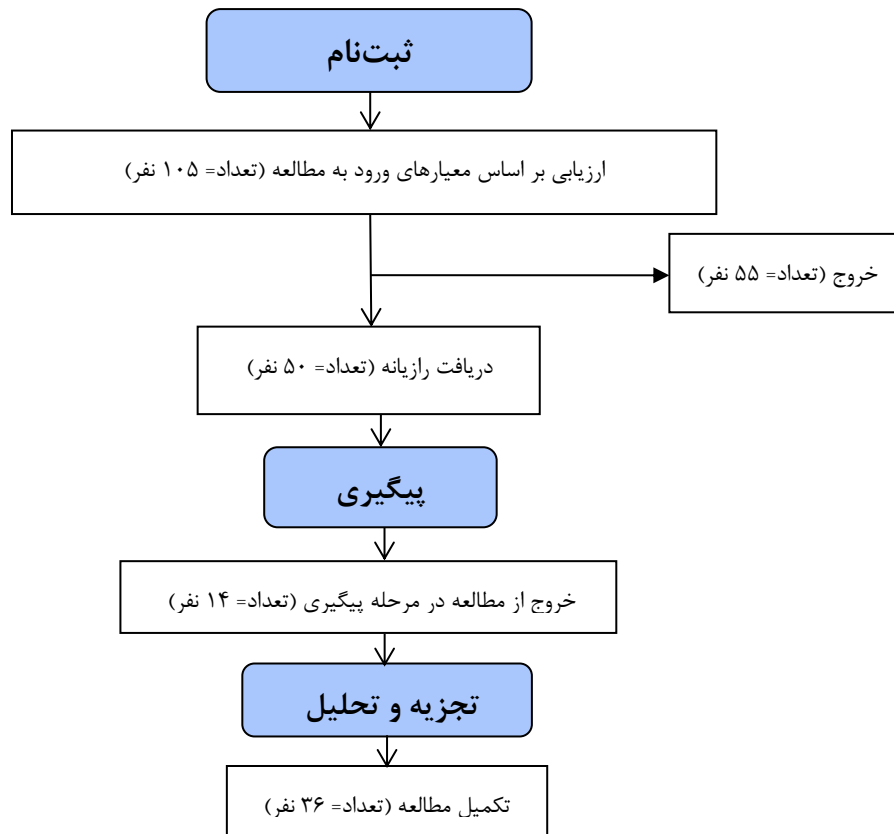 ثبت‌نام
ارزیابی بر اساس معیارهای ورود به مطالعه (تعداد= ۱۰۵ نفر)
خروج (تعداد= ۵۵ نفر)
دریافت رازیانه (تعداد= ۵۰ نفر)
پیگیری
خروج از مطالعه در مرحله پیگیری (تعداد= ۱۴ نفر)
تجزیه و تحلیل
تکمیل مطالعه (تعداد= ۳۶ نفر)